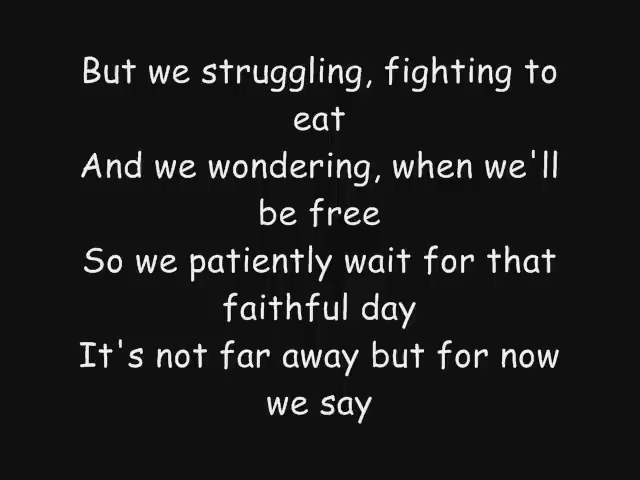 But we struggling, fighting to
eat
And we wondering, when we'll
be free
So we patiently wait for that
faithful day
It's not far away but for now
we say